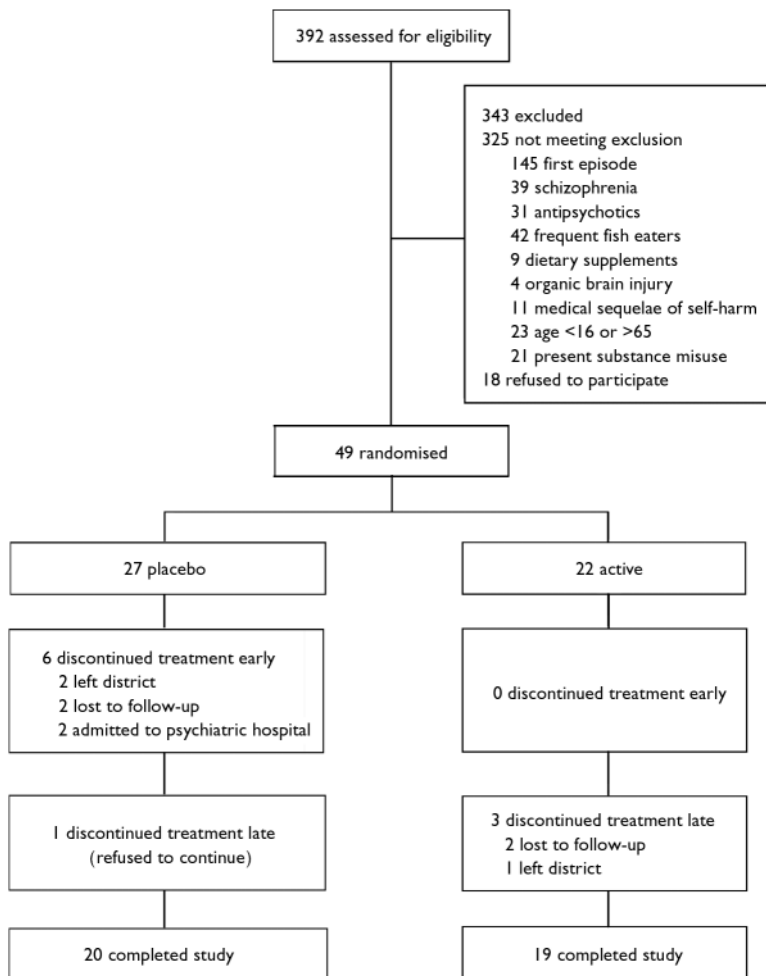 392 assessed for eligibility
343 excluded
325 not meeting exclusion
145 first episode
39 schizophrenia
31 antipsychotics
42 frequent fish eaters
9 dietary supplements
4 organic brain injury
11 medical sequelae of self-harm
23 age <16 or >65
21 present substance misuse
18 refused to participate
49 randomised
27 placebo
22 active
6 discontinued treatment early
2 left district
2 lost to follow-up
2 admitted to psychiatric hospital
0 discontinued treatment early
1 discontinued treatment late
(refused to continue)
3 discontinued treatment late
2 lost to follow-up
1 left district
20 completed study
19 completed study